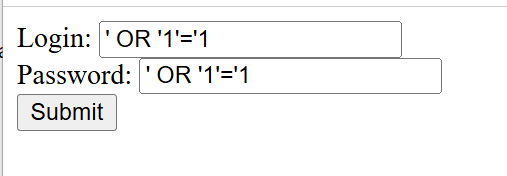 Login: ' OR '1'='1
Password: ' OR '1'='1
Submit